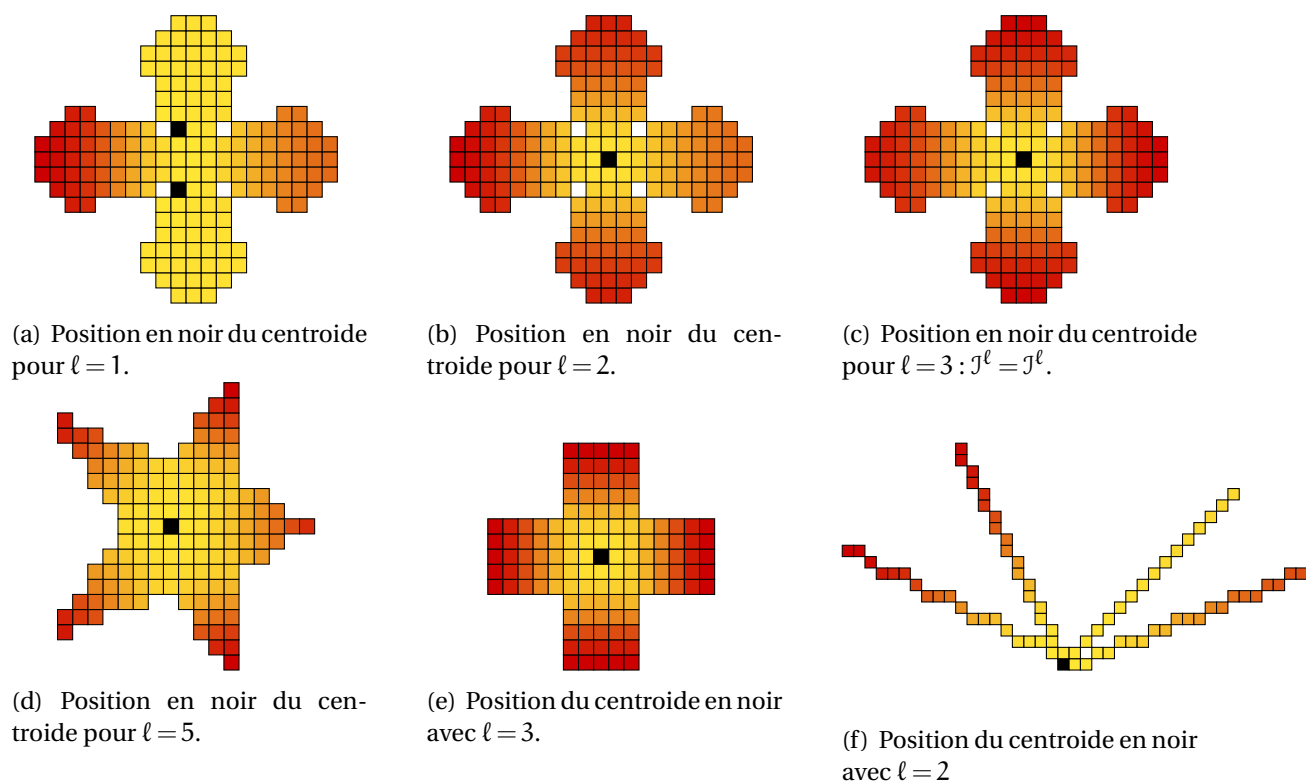 (a) Position en noir du centroide
pour ℓ = 1.
(b) Position en noir du cen-
troide pour ℓ = 2.
(c) Position en noir du centroide
pour ℓ = 3 : ℐ^ℓ = ℐ^ℓ.
(d) Position en noir du cen-
troide pour ℓ = 5.
(e) Position du centroide en noir
avec ℓ = 3.
(f) Position du centroide en noir
avec ℓ = 2